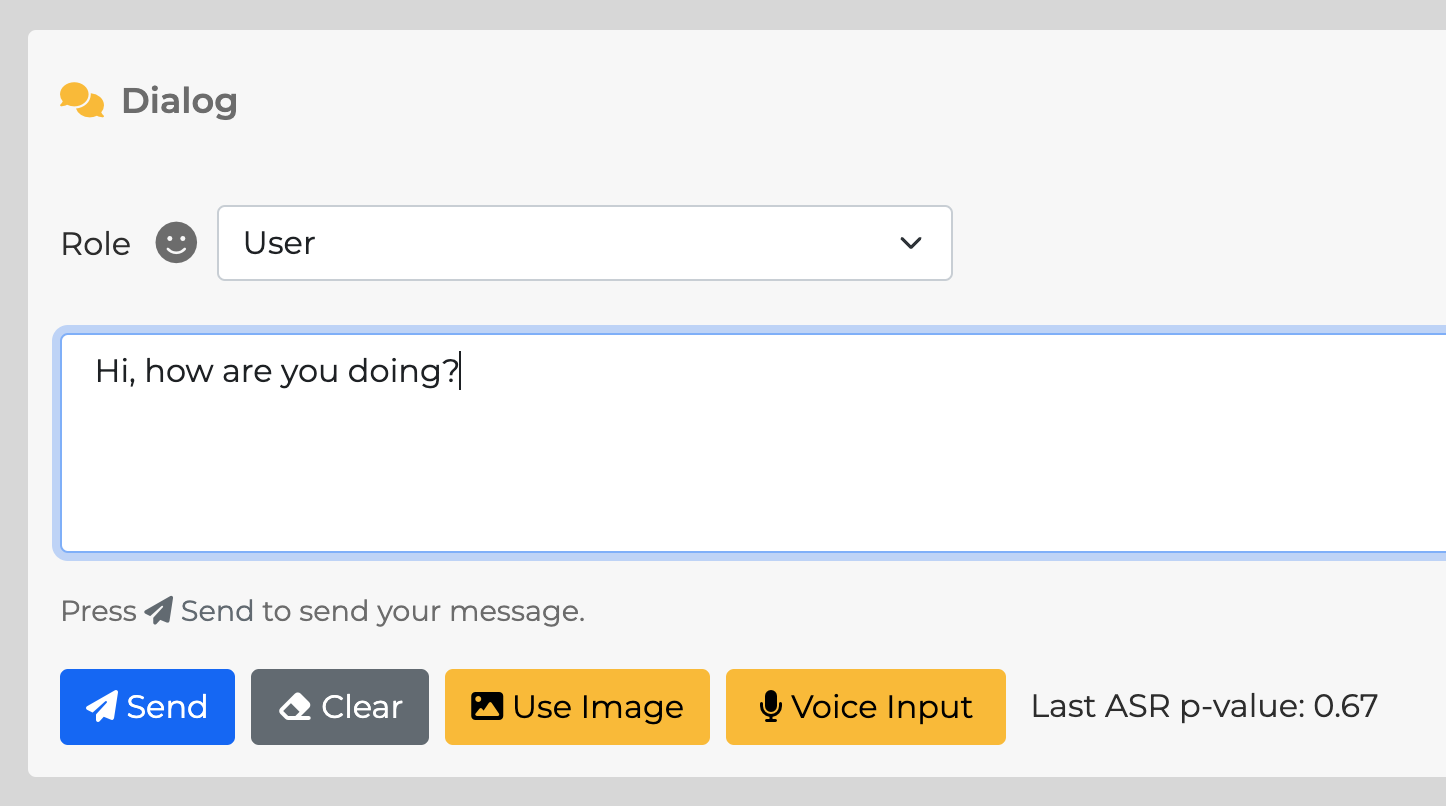 Dialog
Role User
Hi, how are you doing?
Press Send to send your message.
Send Clear Use Image Voice Input Last ASR p-value: 0.67